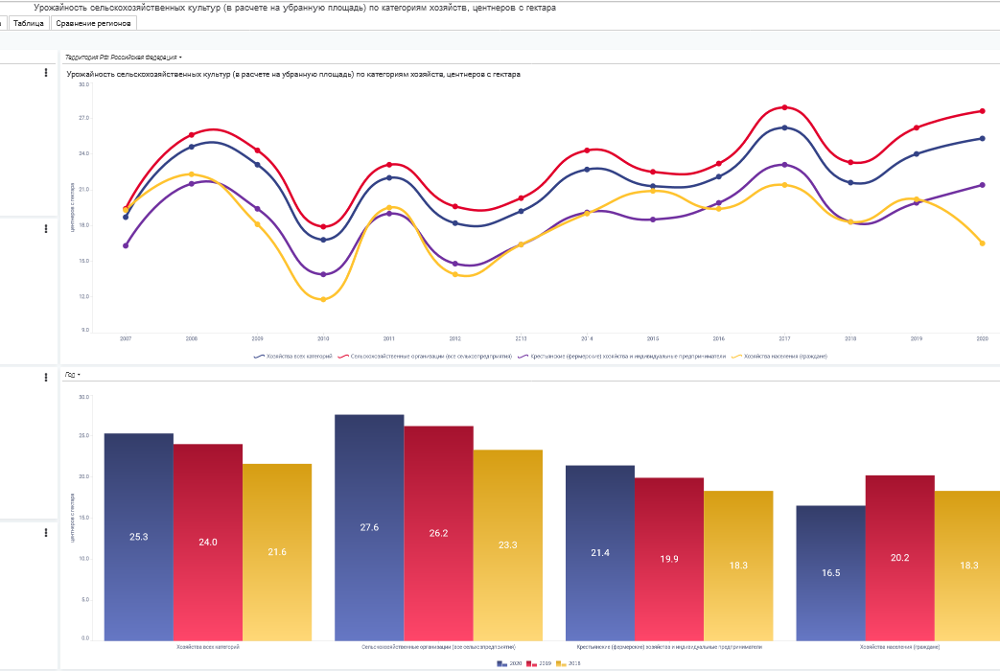 Урожайность сельскохозяйственных культур (в расчете на убранную площадь) по категориям хозяйств, центнеров с гектара
Таблица
Сравнение регионов
Территория РФ: Российская Федерация
Урожайность сельскохозяйственных культур (в расчете на убранную площадь) по категориям хозяйств, центнеров с гектара
центнеров с гектара
30.0
27.0
24.0
21.0
18.0
15.0
12.0
9.0
2007 2008 2009 2010 2011 2012 2013 2014 2015 2016 2017 2018 2019 2020
Хозяйства всех категорий Сельскохозяйственные организации (все сельхозпредприятия) Крестьянские (фермерские) хозяйства и индивидуальные предприниматели Хозяйства населения (граждане)
Год
центнеров с гектара
30.0
25.0
20.0
15.0
10.0
5.0
0.0
25.3 24.0 21.6 27.6 26.2 23.3 21.4 19.9 18.3 16.5 20.2 18.3
Хозяйства всех категорий Сельскохозяйственные организации (все сельхозпредприятия) Крестьянские (фермерские) хозяйства и индивидуальные предприниматели Хозяйства населения (граждане)
2020 2019 2018